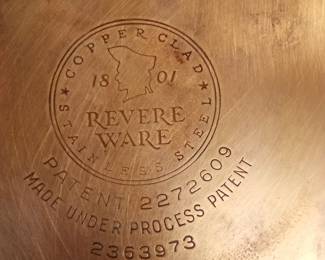 COPPER CLAD
1801
REVERE
WARE
★ STAINLESS STEEL ★
PATENT 2272609
MADE UNDER PROCESS PATENT
2363973